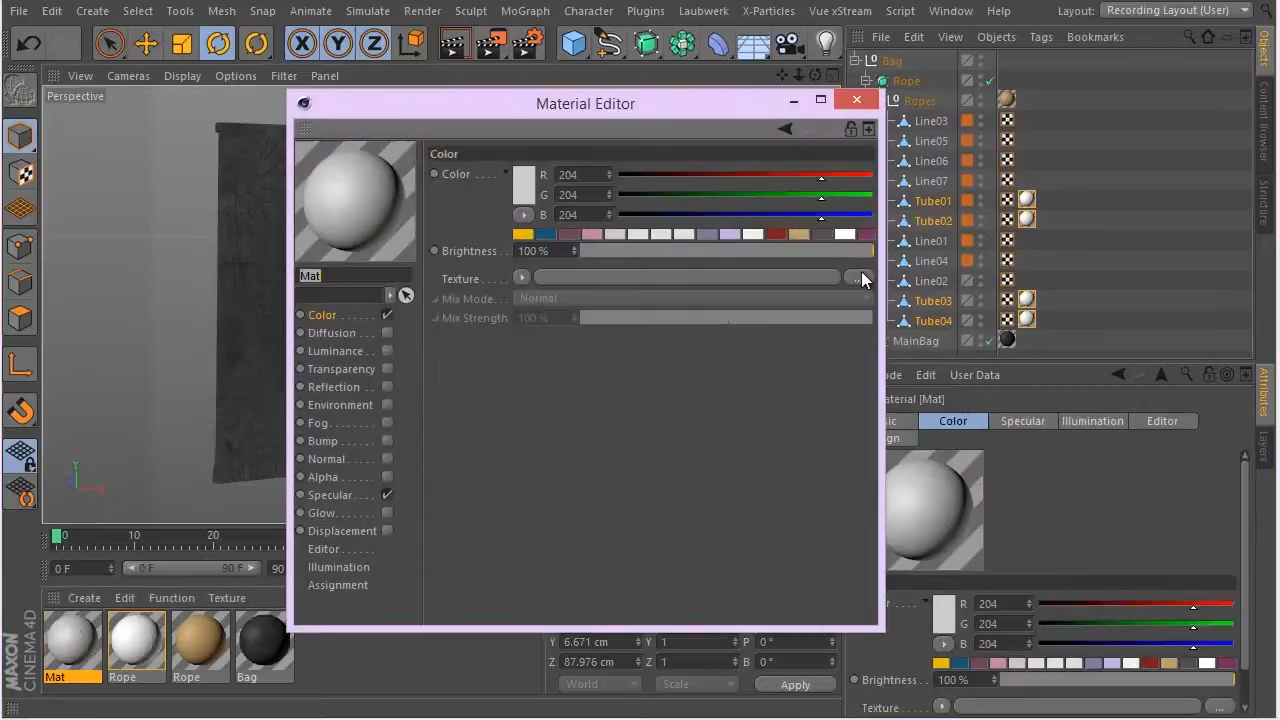 File Edit Create Select Tools Mesh Snap Animate Simulate Render Sculpt MoGraph Character Plugins Laubwerk X-Particles Vue xStream Script Window Help Layout: Recording Layout (User)
File Edit View Objects Tags Bookmarks
View Cameras Display Options Filter Panel
Perspective
Material Editor
Color
Color . . . .
R 204
G 204
B 204
Brightness . . 100 %
Texture . . . . . ...
Mix Mode. . . Normal
Mix Strength 100 %
Mat
Color
Diffusion
Luminance
Transparency
Reflection
Environment
Fog
Bump
Normal
Alpha
Specular
Glow
Displacement
Editor
Illumination
Assignment
Bag
Rope
Ropes
Line03
Line05
Line06
Line07
Tube01
Tube02
Line01
Line04
Line02
Tube03
Tube04
MainBag
Objects
Content Browser
Structure
ode Edit User Data
aterial [Mat]
ic Color Specular Illumination Editor
gn
Attributes
Layers
R 204
G 204
B 204
Brightness 100 %
Texture . . . . . ...
Y
X
0 10 20
0 F 0 F 90 F 90
Create Edit Function Texture
Mat Rope Rope Bag
Y 6.671 cm Y 1 P 0 °
Z 87.976 cm Z 1 B 0 °
World Scale Apply
MAXON
CINEMA 4D